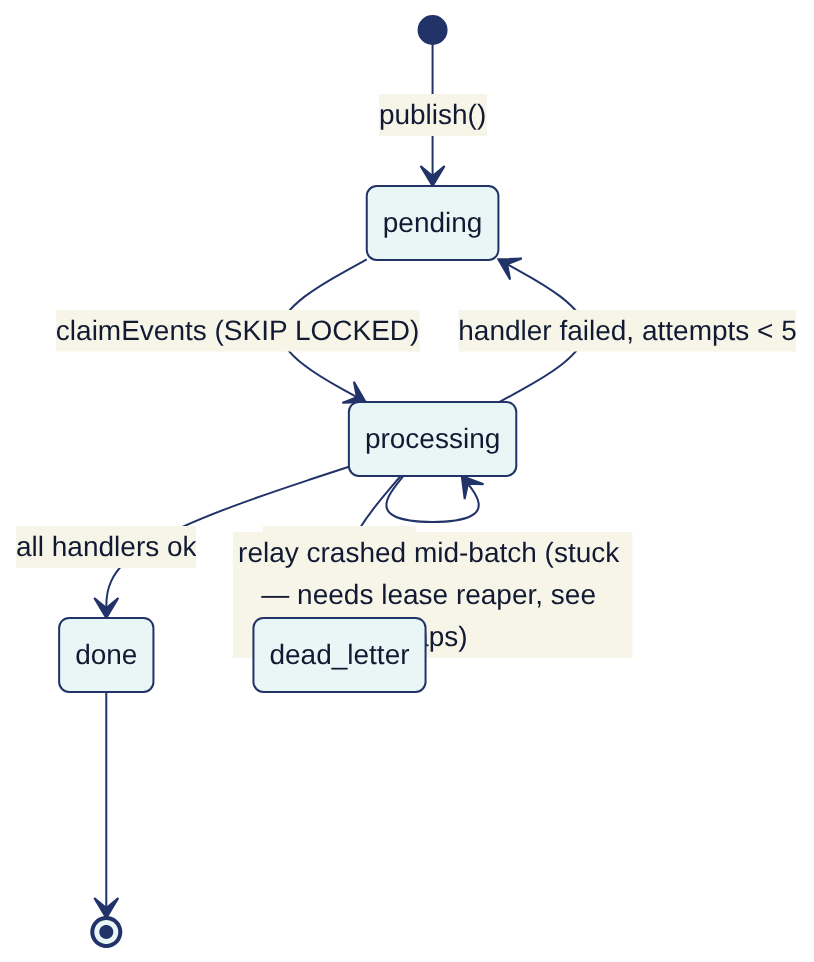 publish()
pending
claimEvents (SKIP LOCKED)
handler failed, attempts < 5
processing
all handlers ok
relay crashed mid-batch (stuck
— needs lease reaper, see
done
dead_letter